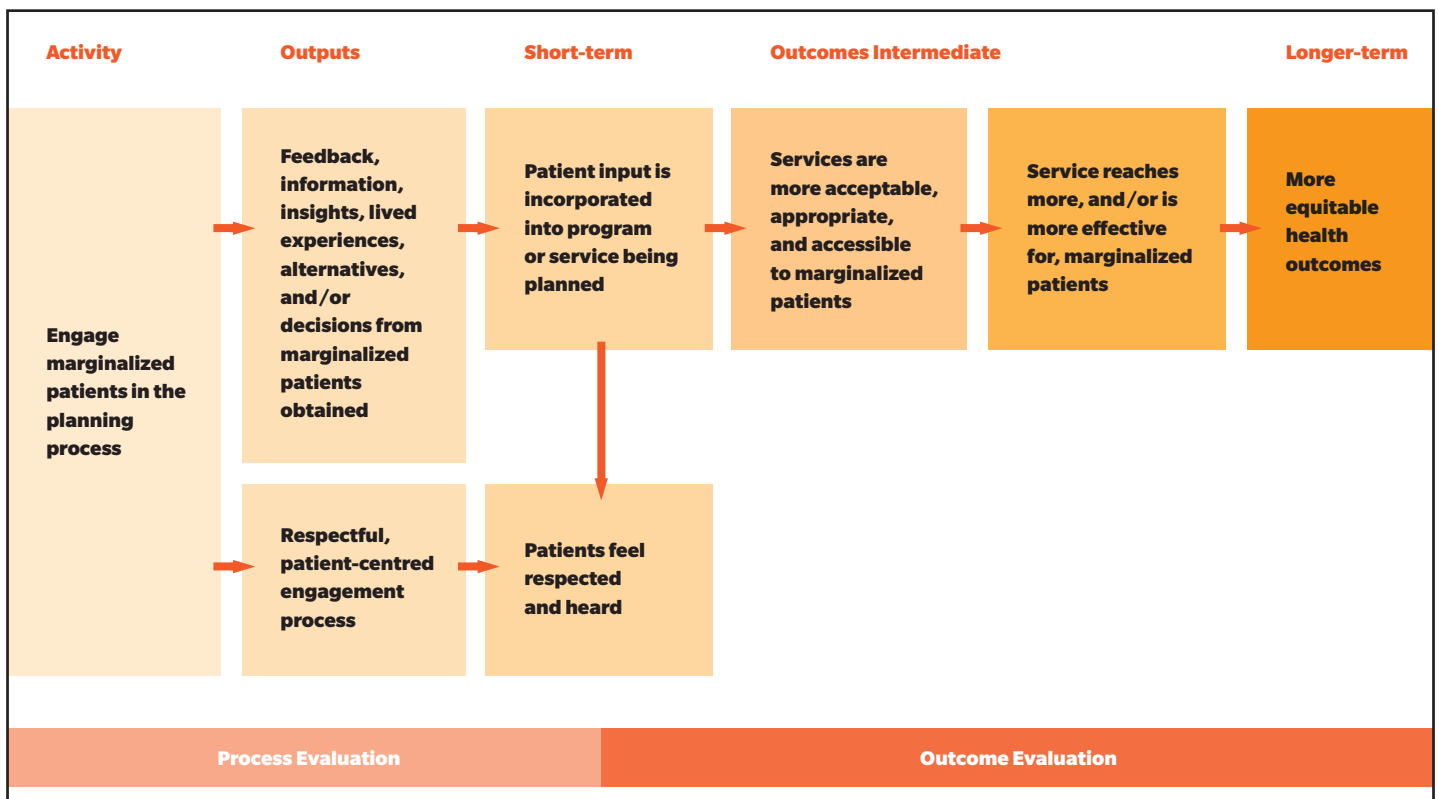 Activity
Outputs
Short-term
Outcomes Intermediate
Longer-term
Engage
marginalized
patients in the
planning
process
Feedback,
information,
insights, lived
experiences,
alternatives,
and/or
decisions from
marginalized
patients
obtained
Patient input is
incorporated
into program
or service being
planned
Services are
more acceptable,
appropriate,
and accessible
to marginalized
patients
Service reaches
more, and/or is
more effective
for, marginalized
patients
More
equitable
health
outcomes
Respectful,
patient-centred
engagement
process
Patients feel
respected
and heard
Process Evaluation
Outcome Evaluation